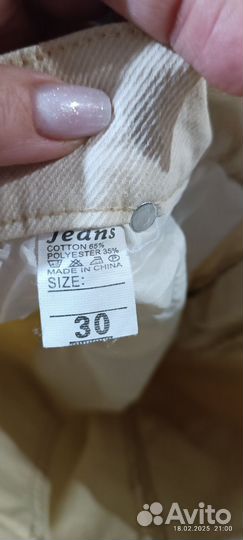 Jeans
COTTON 65%
POLYESTER 35%
MADE IN CHINA
SIZE:
30
Avito
18.02.2025 21:00